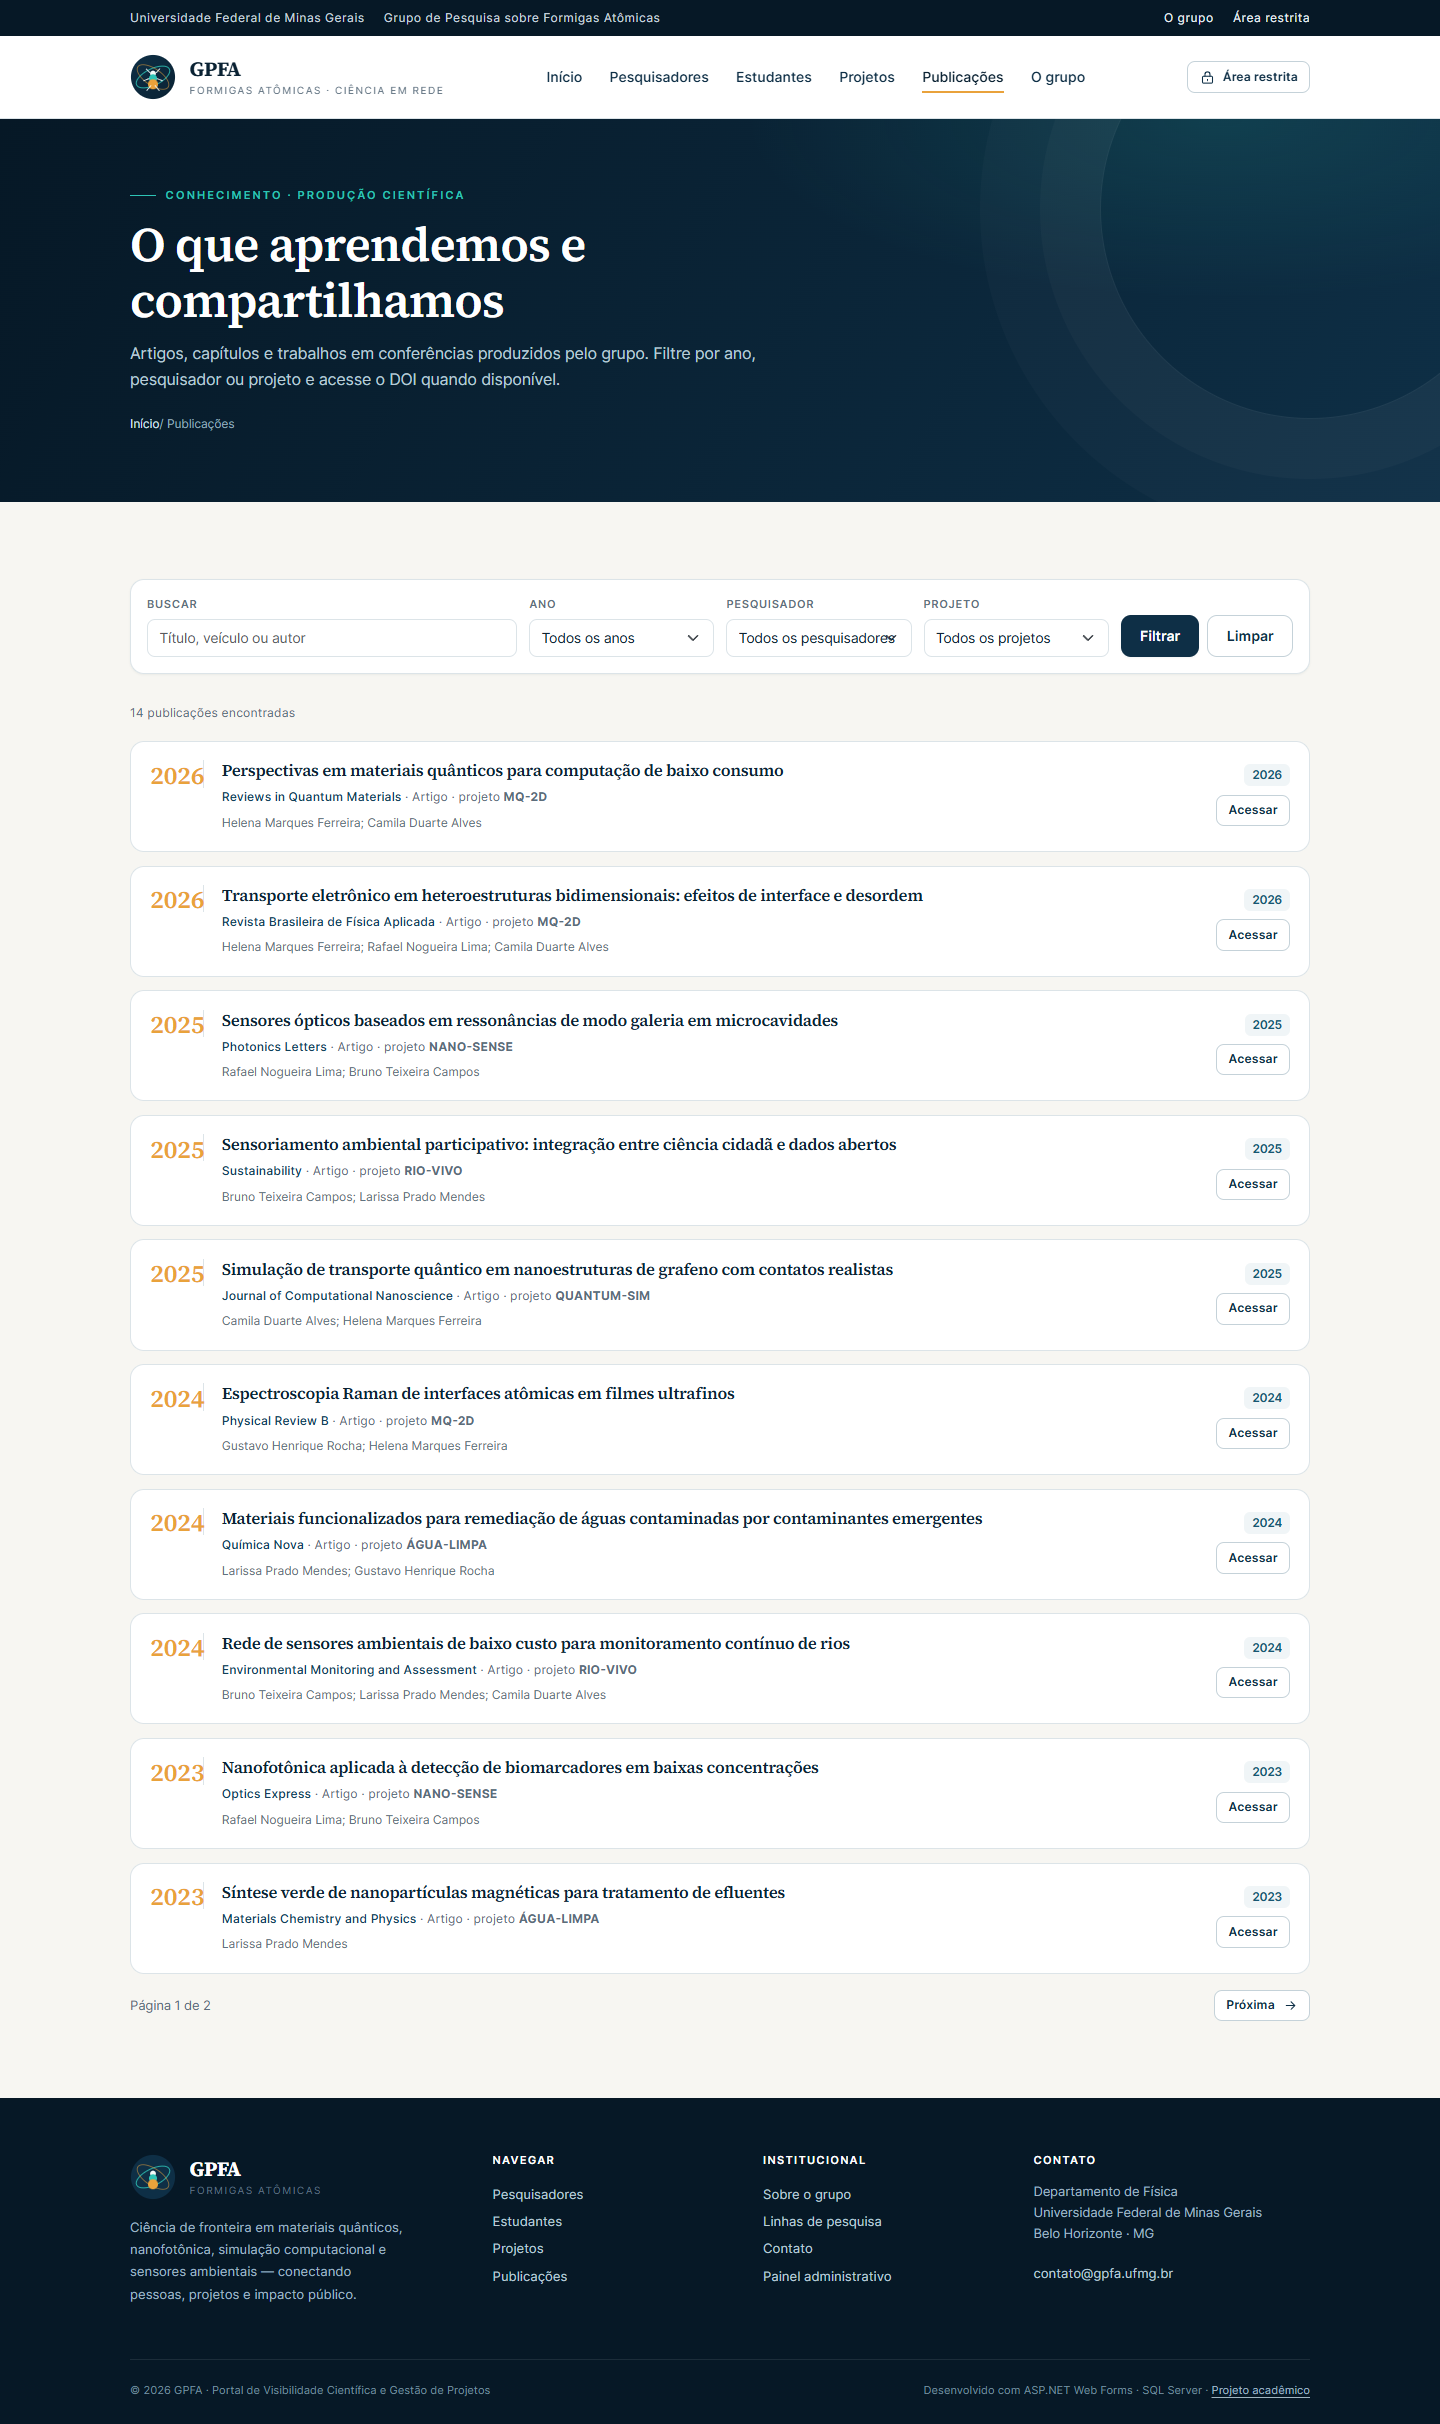 Universidade Federal de Minas Gerais Grupo de Pesquisa sobre Formigas Atômicas O grupo Área restrita
GPFA
FORMIGAS ATÔMICAS · CIÊNCIA EM REDE
Início Pesquisadores Estudantes Projetos Publicações O grupo Área restrita
CONHECIMENTO · PRODUÇÃO CIENTÍFICA
O que aprendemos e
compartilhamos
Artigos, capítulos e trabalhos em conferências produzidos pelo grupo. Filtre por ano,
pesquisador ou projeto e acesse o DOI quando disponível.
Início/ Publicações
BUSCAR ANO PESQUISADOR PROJETO
Título, veículo ou autor Todos os anos Todos os pesquisadores Todos os projetos Filtrar Limpar
14 publicações encontradas
2026 Perspectivas em materiais quânticos para computação de baixo consumo 2026
Reviews in Quantum Materials · Artigo · projeto MQ-2D
Acessar
Helena Marques Ferreira; Camila Duarte Alves
2026 Transporte eletrônico em heteroestruturas bidimensionais: efeitos de interface e desordem 2026
Revista Brasileira de Física Aplicada · Artigo · projeto MQ-2D
Acessar
Helena Marques Ferreira; Rafael Nogueira Lima; Camila Duarte Alves
2025 Sensores ópticos baseados em ressonâncias de modo galeria em microcavidades 2025
Photonics Letters · Artigo · projeto NANO-SENSE
Acessar
Rafael Nogueira Lima; Bruno Teixeira Campos
2025 Sensoriamento ambiental participativo: integração entre ciência cidadã e dados abertos 2025
Sustainability · Artigo · projeto RIO-VIVO
Acessar
Bruno Teixeira Campos; Larissa Prado Mendes
2025 Simulação de transporte quântico em nanoestruturas de grafeno com contatos realistas 2025
Journal of Computational Nanoscience · Artigo · projeto QUANTUM-SIM
Acessar
Camila Duarte Alves; Helena Marques Ferreira
2024 Espectroscopia Raman de interfaces atômicas em filmes ultrafinos 2024
Physical Review B · Artigo · projeto MQ-2D
Acessar
Gustavo Henrique Rocha; Helena Marques Ferreira
2024 Materiais funcionalizados para remediação de águas contaminadas por contaminantes emergentes 2024
Química Nova · Artigo · projeto ÁGUA-LIMPA
Acessar
Larissa Prado Mendes; Gustavo Henrique Rocha
2024 Rede de sensores ambientais de baixo custo para monitoramento contínuo de rios 2024
Environmental Monitoring and Assessment · Artigo · projeto RIO-VIVO
Acessar
Bruno Teixeira Campos; Larissa Prado Mendes; Camila Duarte Alves
2023 Nanofotônica aplicada à detecção de biomarcadores em baixas concentrações 2023
Optics Express · Artigo · projeto NANO-SENSE
Acessar
Rafael Nogueira Lima; Bruno Teixeira Campos
2023 Síntese verde de nanopartículas magnéticas para tratamento de efluentes 2023
Materials Chemistry and Physics · Artigo · projeto ÁGUA-LIMPA
Acessar
Larissa Prado Mendes
Página 1 de 2 Próxima →
GPFA
FORMIGAS ATÔMICAS
Ciência de fronteira em materiais quânticos,
nanofotônica, simulação computacional e
sensores ambientais — conectando
pessoas, projetos e impacto público.
NAVEGAR
Pesquisadores
Estudantes
Projetos
Publicações
INSTITUCIONAL
Sobre o grupo
Linhas de pesquisa
Contato
Painel administrativo
CONTATO
Departamento de Física
Universidade Federal de Minas Gerais
Belo Horizonte · MG
contato@gpfa.ufmg.br
© 2026 GPFA · Portal de Visibilidade Científica e Gestão de Projetos Desenvolvido com ASP.NET Web Forms · SQL Server · Projeto acadêmico